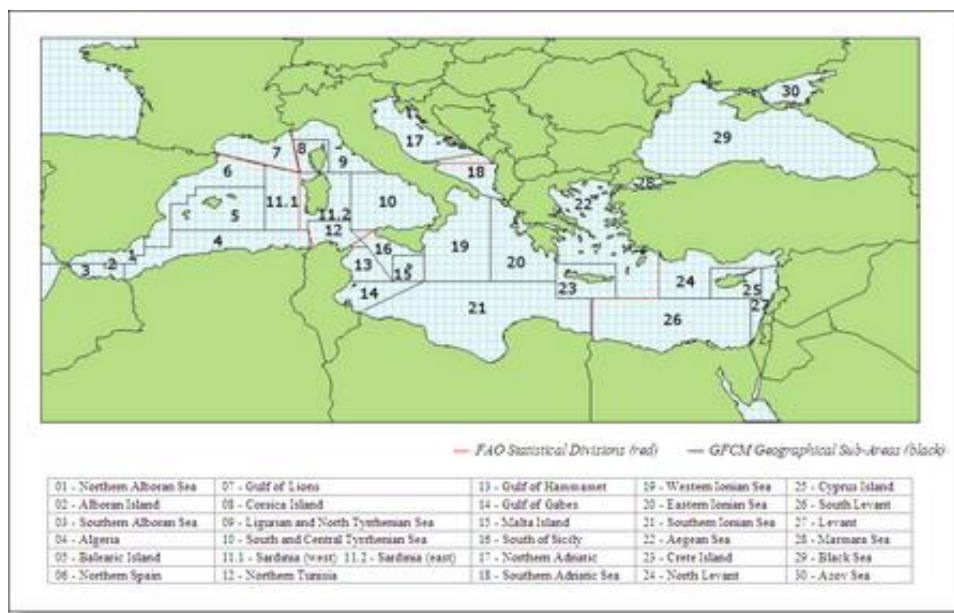 30
29
17
7
8
9
18
6
28
22
11.1
10
5
11.2
12
19
20
4
16
1
2
3
13
15
24
25
23
27
14
21
26
FAO Statistical Divisions (red)
GFCM Geographical Sub-Areas (black)
01 - Northern Alboran Sea
02 - Alboran Island
03 - Southern Alboran Sea
04 - Algeria
05 - Balearic Island
06 - Northern Spain
07 - Gulf of Lions
08 - Corsica Island
09 - Ligurian and North Tyrrhenian Sea
10 - South and Central Tyrrhenian Sea
11.1 - Sardinia (west) 11.2 - Sardinia (east)
12 - Northern Tunisia
13 - Gulf of Hammamet
14 - Gulf of Gabes
15 - Malta Island
16 - South of Sicily
17 - Northern Adriatic
18 - Southern Adriatic Sea
19 - Western Ionian Sea
20 - Eastern Ionian Sea
21 - Southern Ionian Sea
22 - Aegean Sea
23 - Crete Island
24 - North Levant
25 - Cyprus Island
26 - South Levant
27 - Levant
28 - Marmara Sea
29 - Black Sea
30 - Azov Sea